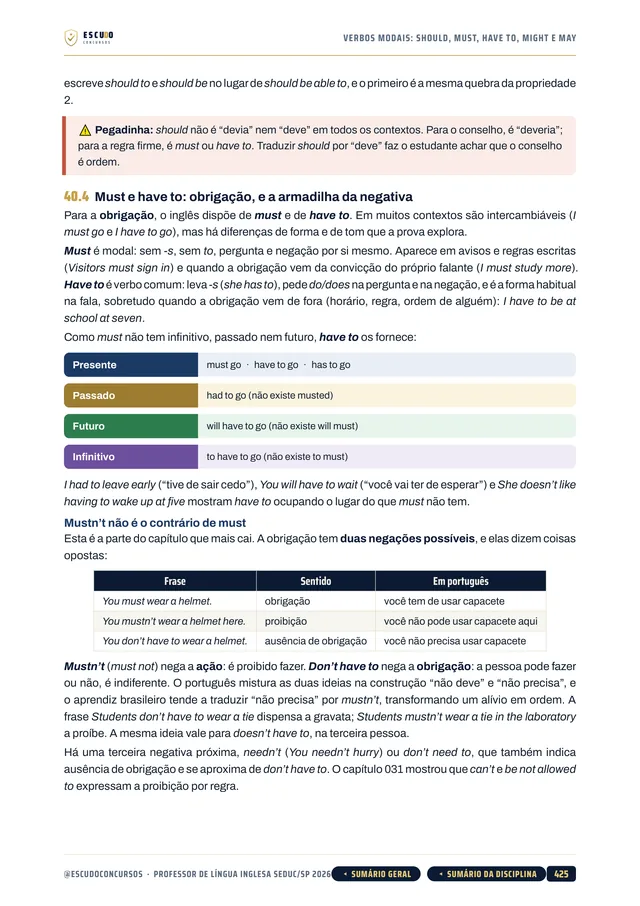 ESCUDO
CONCURSOS
VERBOS MODAIS: SHOULD, MUST, HAVE TO, MIGHT E MAY
escreve should to e should be no lugar de should be able to, e o primeiro é a mesma quebra da propriedade
2.
Pegadinha: should não é “devia” nem “deve” em todos os contextos. Para o conselho, é “deveria”;
para a regra firme, é must ou have to. Traduzir should por “deve” faz o estudante achar que o conselho
é ordem.
40.4 Must e have to: obrigação, e a armadilha da negativa
Para a obrigação, o inglês dispõe de must e de have to. Em muitos contextos são intercambiáveis (I
must go e I have to go), mas há diferenças de forma e de tom que a prova explora.
Must é modal: sem -s, sem to, pergunta e negação por si mesmo. Aparece em avisos e regras escritas
(Visitors must sign in) e quando a obrigação vem da convicção do próprio falante (I must study more).
Have to é verbo comum: leva -s (she has to), pede do/does na pergunta e na negação, e é a forma habitual
na fala, sobretudo quando a obrigação vem de fora (horário, regra, ordem de alguém): I have to be at
school at seven.
Como must não tem infinitivo, passado nem futuro, have to os fornece:
Presente must go · have to go · has to go
Passado had to go (não existe musted)
Futuro will have to go (não existe will must)
Infinitivo to have to go (não existe to must)
I had to leave early (“tive de sair cedo”), You will have to wait (“você vai ter de esperar”) e She doesn’t like
having to wake up at five mostram have to ocupando o lugar do que must não tem.
Mustn’t não é o contrário de must
Esta é a parte do capítulo que mais cai. A obrigação tem duas negações possíveis, e elas dizem coisas
opostas:
Frase Sentido Em português
You must wear a helmet. obrigação você tem de usar capacete
You mustn’t wear a helmet here. proibição você não pode usar capacete aqui
You don’t have to wear a helmet. ausência de obrigação você não precisa usar capacete
Mustn’t (must not) nega a ação: é proibido fazer. Don’t have to nega a obrigação: a pessoa pode fazer
ou não, é indiferente. O português mistura as duas ideias na construção “não deve” e “não precisa”, e
o aprendiz brasileiro tende a traduzir “não precisa” por mustn’t, transformando um alívio em ordem. A
frase Students don’t have to wear a tie dispensa a gravata; Students mustn’t wear a tie in the laboratory
a proíbe. A mesma ideia vale para doesn’t have to, na terceira pessoa.
Há uma terceira negativa próxima, needn’t (You needn’t hurry) ou don’t need to, que também indica
ausência de obrigação e se aproxima de don’t have to. O capítulo 031 mostrou que can’t e be not allowed
to expressam a proibição por regra.
@ESCUDOCONCURSOS · PROFESSOR DE LÍNGUA INGLESA SEDUC/SP 2026 SUMÁRIO GERAL SUMÁRIO DA DISCIPLINA 425